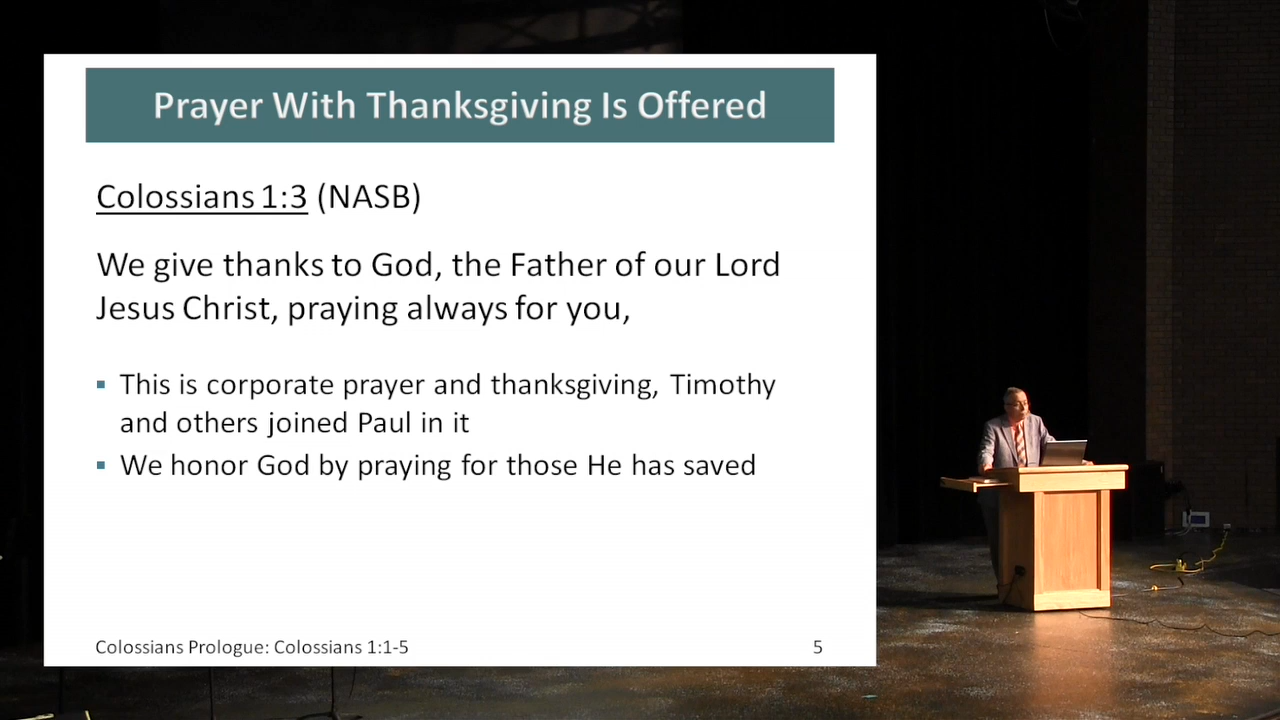 Prayer With Thanksgiving Is Offered
Colossians 1:3 (NASB)
We give thanks to God, the Father of our Lord
Jesus Christ, praying always for you,
This is corporate prayer and thanksgiving, Timothy
and others joined Paul in it
We honor God by praying for those He has saved
Colossians Prologue: Colossians 1:1-5
5